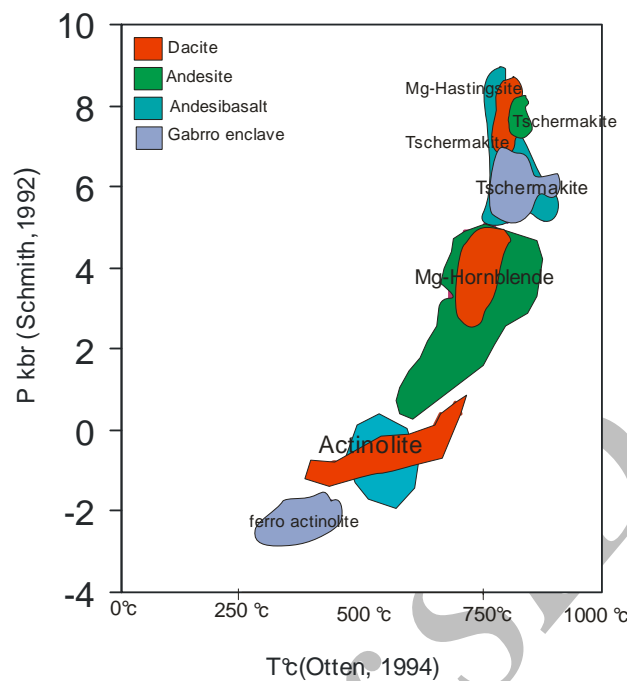 10
8
6
4
2
0
-2
-4
P kbr (Schmith, 1992)
Dacite
Andesite
Andesibasalt
Gabrro enclave
Mg-Hastingsite
Tschermakite
Tschermakite
Tschermakite
Mg-Hornblende
Actinolite
ferro actinolite
0°c
250 °c
500 °c
750 °c
1000 °c
T°c(Otten, 1994)